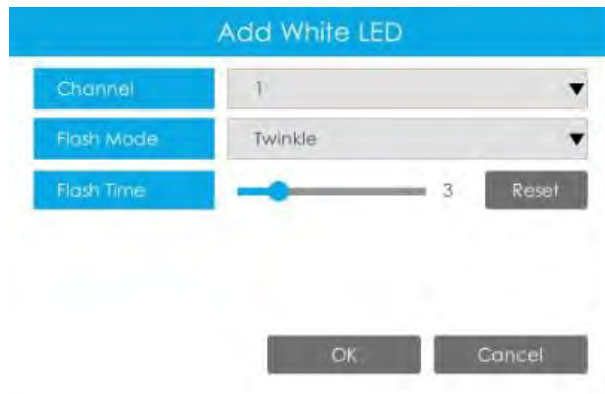 Add White LED
Channel 1
Flash Mode Twinkle
Flash Time 3 Reset
OK Cancel